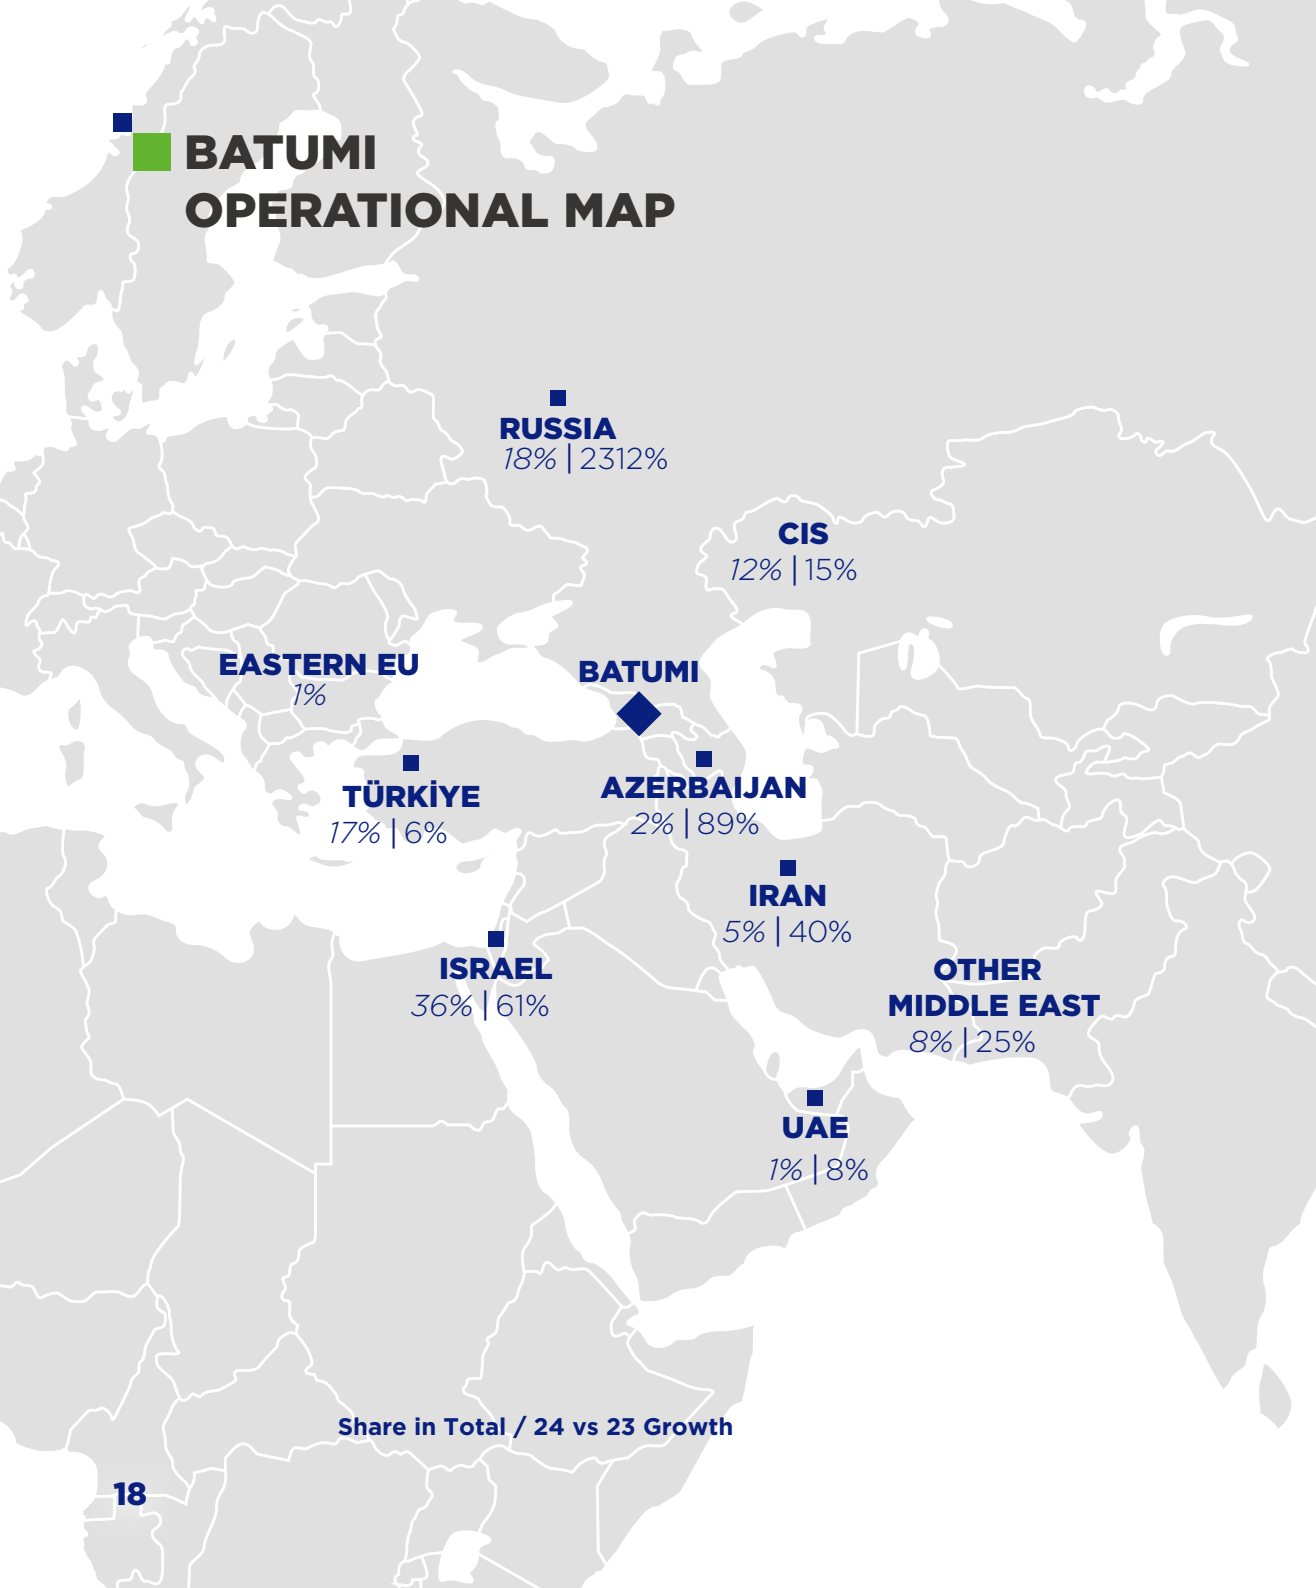 BATUMI
OPERATIONAL MAP
RUSSIA
18% | 2312%
CIS
12% | 15%
EASTERN EU
1%
BATUMI
TÜRKİYE
17% | 6%
AZERBAIJAN
2% | 89%
IRAN
5% | 40%
ISRAEL
36% | 61%
OTHER
MIDDLE EAST
8% | 25%
UAE
1% | 8%
Share in Total / 24 vs 23 Growth
18